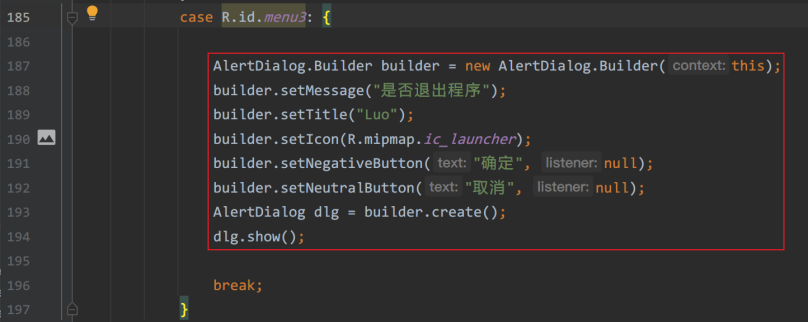 185 case R.id.menu3: {
186
187 AlertDialog.Builder builder = new AlertDialog.Builder( context: this);
188 builder.setMessage("是否退出程序");
189 builder.setTitle("Luo");
190 builder.setIcon(R.mipmap.ic_launcher);
191 builder.setNegativeButton( text: "确定", listener: null);
192 builder.setNeutralButton( text: "取消", listener: null);
193 AlertDialog dlg = builder.create();
194 dlg.show();
195
196 break;
197 }